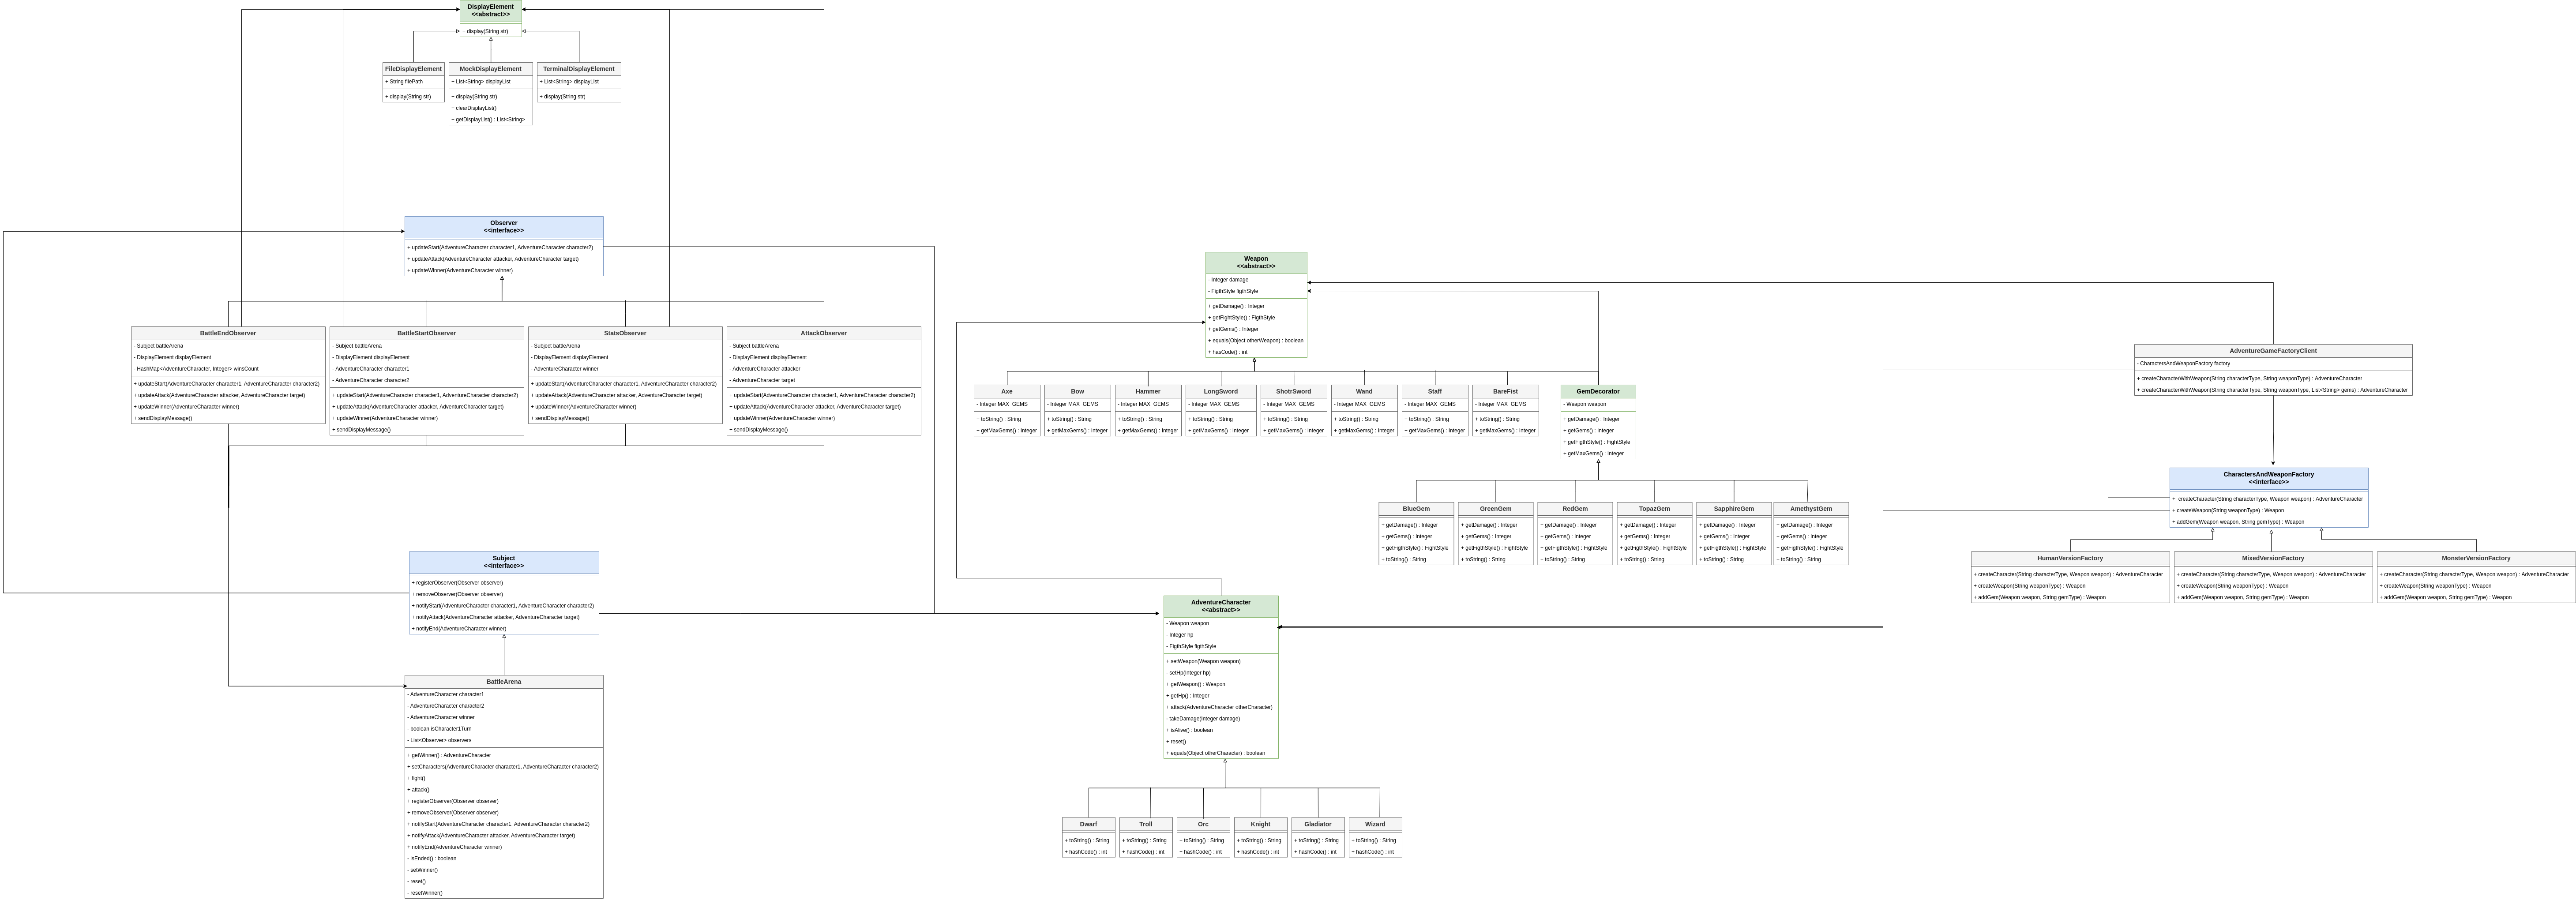 DisplayElement
<<abstract>>
+ display(String str)
FileDisplayElement
+ String filePath
+ display(String str)
MockDisplayElement
+ List<String> displayList
+ display(String str)
+ clearDisplayList()
+ getDisplayList() : List<String>
TerminalDisplayElement
+ List<String> displayList
+ display(String str)
Observer
<<interface>>
+ updateStart(AdventureCharacter character1, AdventureCharacter character2)
+ updateAttack(AdventureCharacter attacker, AdventureCharacter target)
+ updateWinner(AdventureCharacter winner)
BattleEndObserver
- Subject battleArena
- DisplayElement displayElement
- HashMap<AdventureCharacter, Integer> winsCount
+ updateStart(AdventureCharacter character1, AdventureCharacter character2)
+ updateAttack(AdventureCharacter attacker, AdventureCharacter target)
+ updateWinner(AdventureCharacter winner)
+ sendDisplayMessage()
BattleStartObserver
- Subject battleArena
- DisplayElement displayElement
- AdventureCharacter character1
- AdventureCharacter character2
+ updateStart(AdventureCharacter character1, AdventureCharacter character2)
+ updateAttack(AdventureCharacter attacker, AdventureCharacter target)
+ updateWinner(AdventureCharacter winner)
+ sendDisplayMessage()
StatsObserver
- Subject battleArena
- DisplayElement displayElement
- AdventureCharacter winner
+ updateStart(AdventureCharacter character1, AdventureCharacter character2)
+ updateAttack(AdventureCharacter attacker, AdventureCharacter target)
+ updateWinner(AdventureCharacter winner)
+ sendDisplayMessage()
AttackObserver
- Subject battleArena
- DisplayElement displayElement
- AdventureCharacter attacker
- AdventureCharacter target
+ updateStart(AdventureCharacter character1, AdventureCharacter character2)
+ updateAttack(AdventureCharacter attacker, AdventureCharacter target)
+ updateWinner(AdventureCharacter winner)
+ sendDisplayMessage()
Subject
<<interface>>
+ registerObserver(Observer observer)
+ removeObserver(Observer observer)
+ notifyStart(AdventureCharacter character1, AdventureCharacter character2)
+ notifyAttack(AdventureCharacter attacker, AdventureCharacter target)
+ notifyEnd(AdventureCharacter winner)
BattleArena
- AdventureCharacter character1
- AdventureCharacter character2
- AdventureCharacter winner
- boolean isCharacter1Turn
- List<Observer> observers
+ getWinner() : AdventureCharacter
+ setCharacters(AdventureCharacter character1, AdventureCharacter character2)
+ fight()
+ attack()
+ registerObserver(Observer observer)
+ removeObserver(Observer observer)
+ notifyStart(AdventureCharacter character1, AdventureCharacter character2)
+ notifyAttack(AdventureCharacter attacker, AdventureCharacter target)
+ notifyEnd(AdventureCharacter winner)
- isEnded() : boolean
- setWinner()
- reset()
- resetWinner()
Weapon
<<abstract>>
- Integer damage
- FigthStyle figthStyle
+ getDamage() : Integer
+ getFightStyle() : FigthStyle
+ getGems() : Integer
+ equals(Object otherWeapon) : boolean
+ hasCode() : int
Axe
- Integer MAX_GEMS
+ toString() : String
+ getMaxGems() : Integer
Bow
- Integer MAX_GEMS
+ toString() : String
+ getMaxGems() : Integer
Hammer
- Integer MAX_GEMS
+ toString() : String
+ getMaxGems() : Integer
LongSword
- Integer MAX_GEMS
+ toString() : String
+ getMaxGems() : Integer
ShotrSword
- Integer MAX_GEMS
+ toString() : String
+ getMaxGems() : Integer
Wand
- Integer MAX_GEMS
+ toString() : String
+ getMaxGems() : Integer
Staff
- Integer MAX_GEMS
+ toString() : String
+ getMaxGems() : Integer
BareFist
- Integer MAX_GEMS
+ toString() : String
+ getMaxGems() : Integer
GemDecorator
- Weapon weapon
+ getDamage() : Integer
+ getGems() : Integer
+ getFigthStyle() : FightStyle
+ getMaxGems() : Integer
BlueGem
+ getDamage() : Integer
+ getGems() : Integer
+ getFigthStyle() : FightStyle
+ toString() : String
GreenGem
+ getDamage() : Integer
+ getGems() : Integer
+ getFigthStyle() : FightStyle
+ toString() : String
RedGem
+ getDamage() : Integer
+ getGems() : Integer
+ getFigthStyle() : FightStyle
+ toString() : String
TopazGem
+ getDamage() : Integer
+ getGems() : Integer
+ getFigthStyle() : FightStyle
+ toString() : String
SapphireGem
+ getDamage() : Integer
+ getGems() : Integer
+ getFigthStyle() : FightStyle
+ toString() : String
AmethystGem
+ getDamage() : Integer
+ getGems() : Integer
+ getFigthStyle() : FightStyle
+ toString() : String
AdventureCharacter
<<abstract>>
- Weapon weapon
- Integer hp
- FigthStyle figthStyle
+ setWeapon(Weapon weapon)
- setHp(Integer hp)
+ getWeapon() : Weapon
+ getHp() : Integer
+ attack(AdventureCharacter otherCharacter)
- takeDamage(Integer damage)
+ isAlive() : boolean
+ reset()
+ equals(Object otherCharacter) : boolean
Dwarf
+ toString() : String
+ hashCode() : int
Troll
+ toString() : String
+ hashCode() : int
Orc
+ toString() : String
+ hashCode() : int
Knight
+ toString() : String
+ hashCode() : int
Gladiator
+ toString() : String
+ hashCode() : int
Wizard
+ toString() : String
+ hashCode() : int
AdventureGameFactoryClient
- CharactersAndWeaponFactory factory
+ createCharacterWithWeapon(String characterType, String weaponType) : AdventureCharacter
+ createCharacterWithWeapon(String characterType, String weaponType, List<String> gems) : AdventureCharacter
CharactersAndWeaponFactory
<<interface>>
+ createCharacter(String characterType, Weapon weapon) : AdventureCharacter
+ createWeapon(String weaponType) : Weapon
+ addGem(Weapon weapon, String gemType) : Weapon
HumanVersionFactory
+ createCharacter(String characterType, Weapon weapon) : AdventureCharacter
+ createWeapon(String weaponType) : Weapon
+ addGem(Weapon weapon, String gemType) : Weapon
MixedVersionFactory
+ createCharacter(String characterType, Weapon weapon) : AdventureCharacter
+ createWeapon(String weaponType) : Weapon
+ addGem(Weapon weapon, String gemType) : Weapon
MonsterVersionFactory
+ createCharacter(String characterType, Weapon weapon) : AdventureCharacter
+ createWeapon(String weaponType) : Weapon
+ addGem(Weapon weapon, String gemType) : Weapon